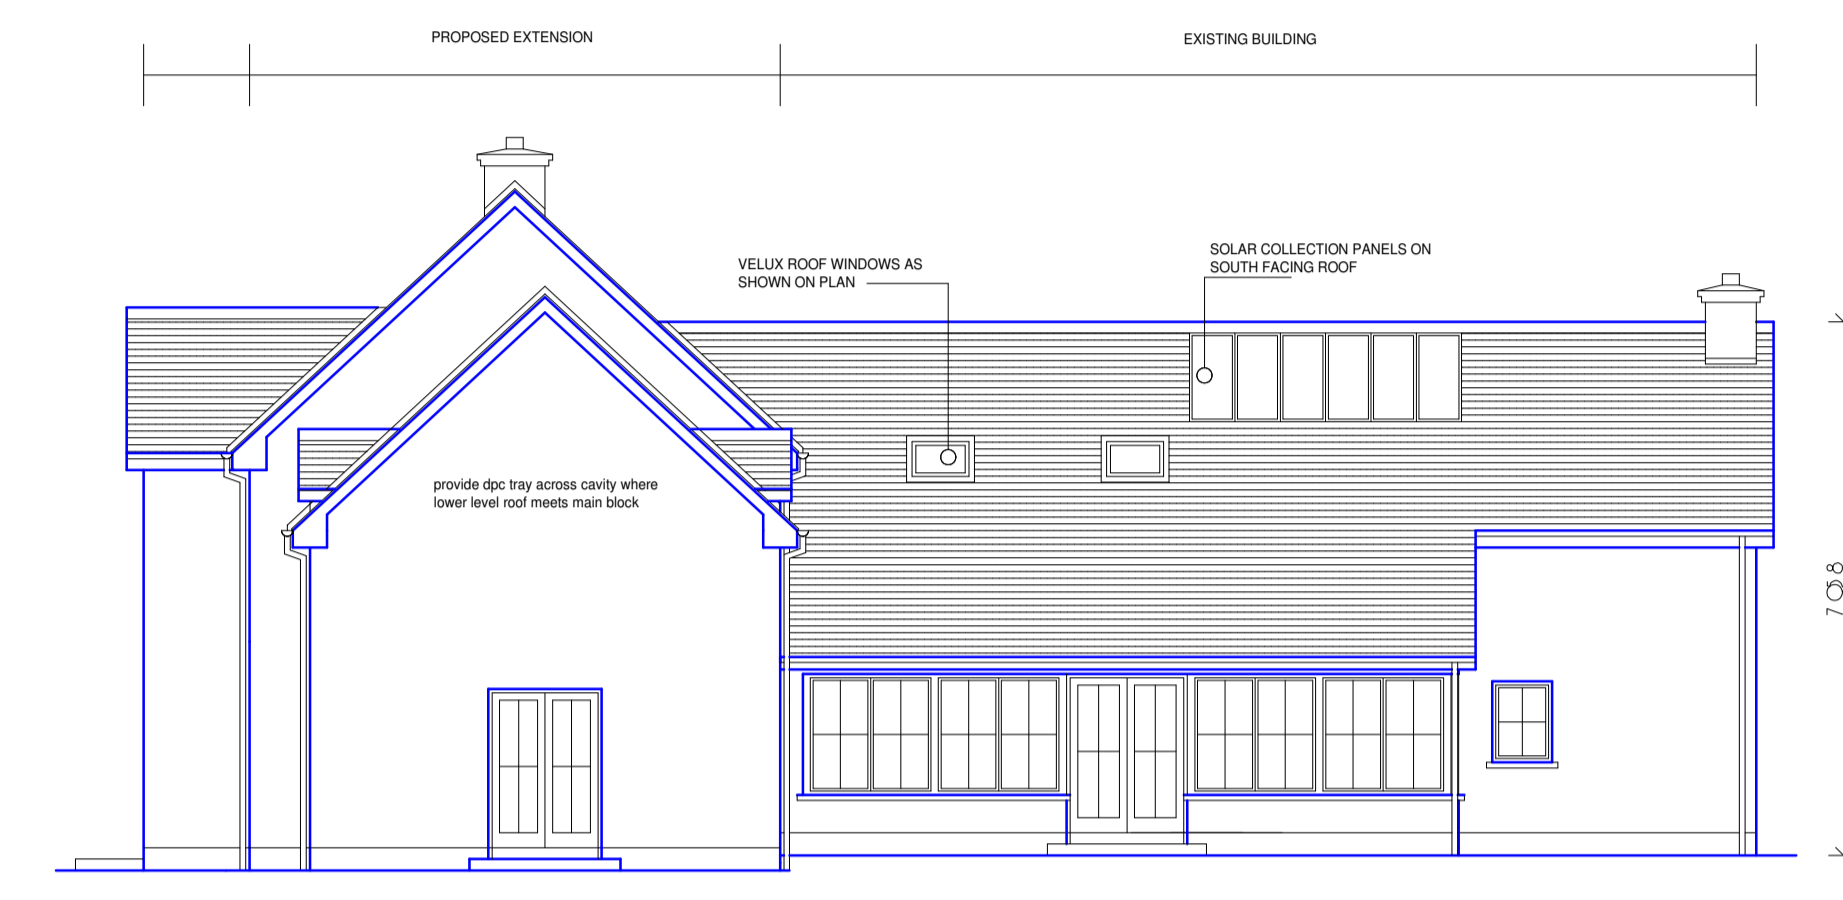 PROPOSED EXTENSION
EXISTING BUILDING
VELUX ROOF WINDOWS AS
SHOWN ON PLAN
SOLAR COLLECTION PANELS ON
SOUTH FACING ROOF
provide dpc tray across cavity where
lower level roof meets main block